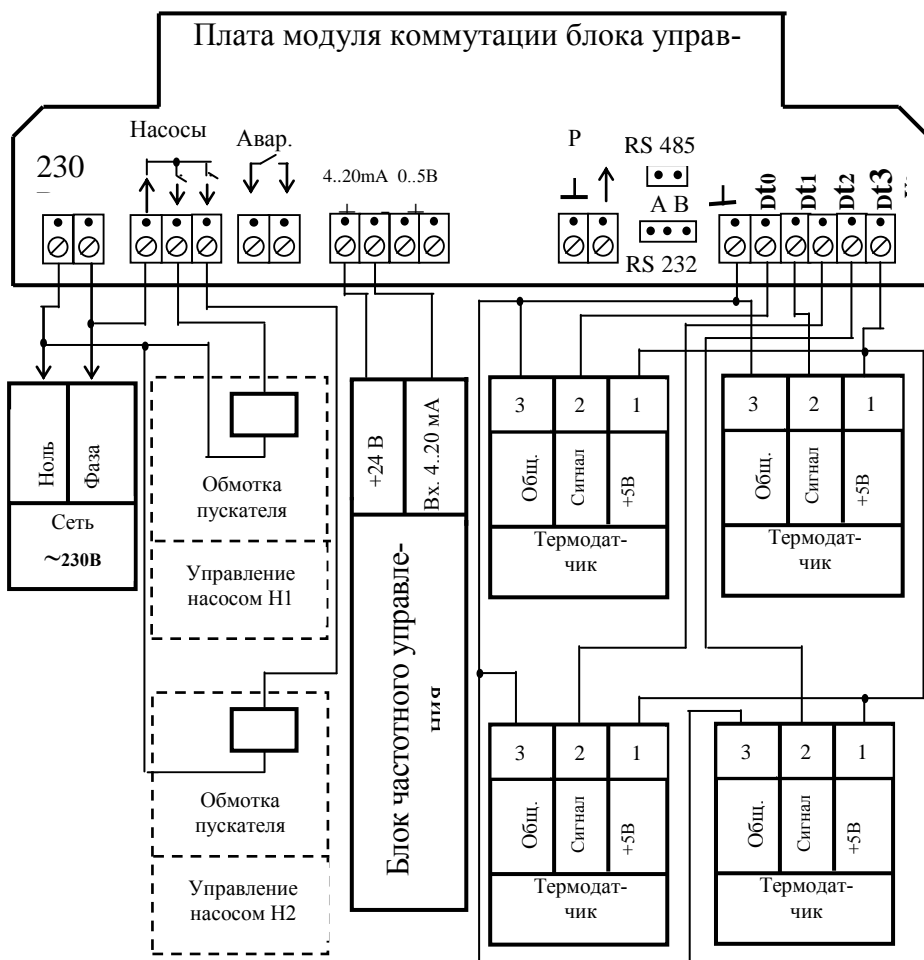 Плата модуля коммутации блока управ-
Насосы
Авар.
230
4..20mA 0..5В
P
RS 485
A B
RS 232
Dt0
Dt1
Dt2
Dt3
Ноль
Фаза
Сеть
~230В
Обмотка
пускателя
Управление
насосом Н1
Обмотка
пускателя
Управление
насосом Н2
+24 В
Вх. 4..20 мА
Блок частотного управле-
ния
3
2
1
Общ.
Сигнал
+5В
Термодат-
чик
3
2
1
Общ.
Сигнал
+5В
Термодат-
чик
3
2
1
Общ.
Сигнал
+5В
Термодат-
чик
3
2
1
Общ.
Сигнал
+5В
Термодат-
чик